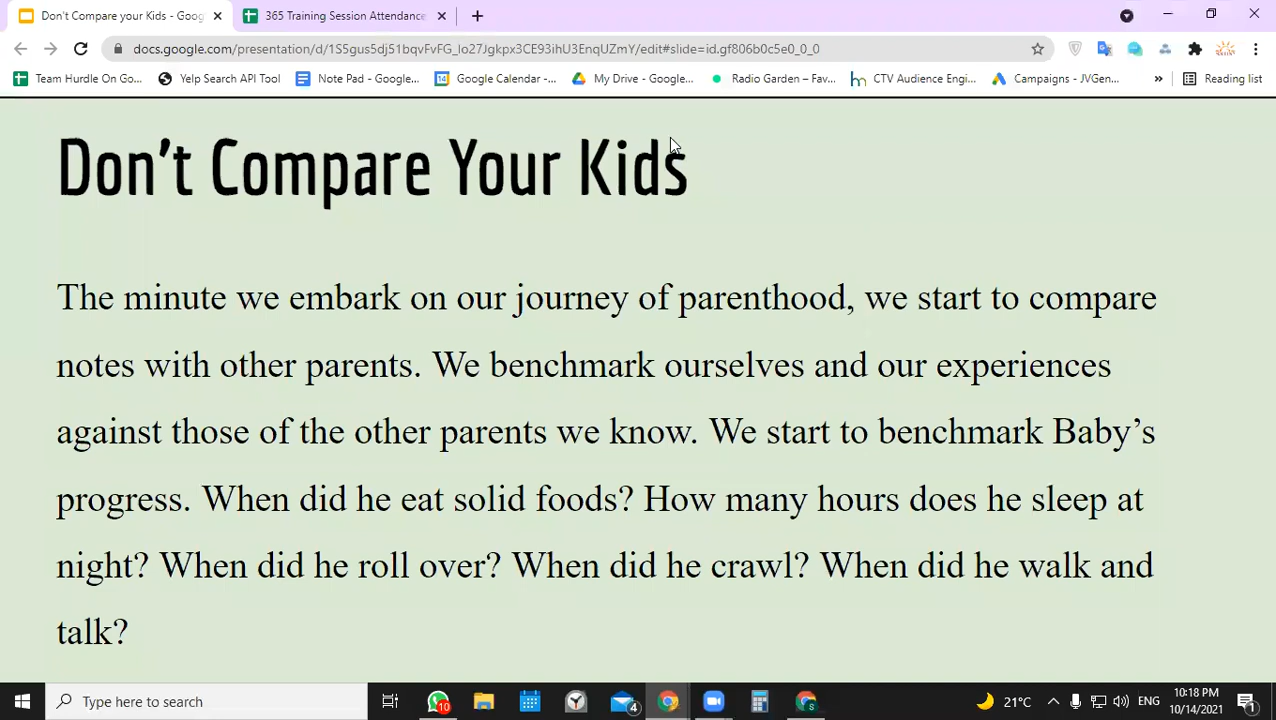 Don't Compare your Kids - Goog
365 Training Session Attendance
docs.google.com/presentation/d/1S5gus5dj51bqvFvFG_Io27Jgkpx3CE93ihU3EnqUZmY/edit#slide=id.gf806b0c5e0_0_0
Team Hurdle On Go... Yelp Search API Tool Note Pad - Google... 14 Google Calendar -... My Drive - Google... Radio Garden – Fav... CTV Audience Engi... Campaigns - JVGen... » Reading list
Don’t Compare Your Kids
The minute we embark on our journey of parenthood, we start to compare
notes with other parents. We benchmark ourselves and our experiences
against those of the other parents we know. We start to benchmark Baby’s
progress. When did he eat solid foods? How many hours does he sleep at
night? When did he roll over? When did he crawl? When did he walk and
talk?
Type here to search 10 4 21°C ENG 10:18 PM
10/14/2021 1